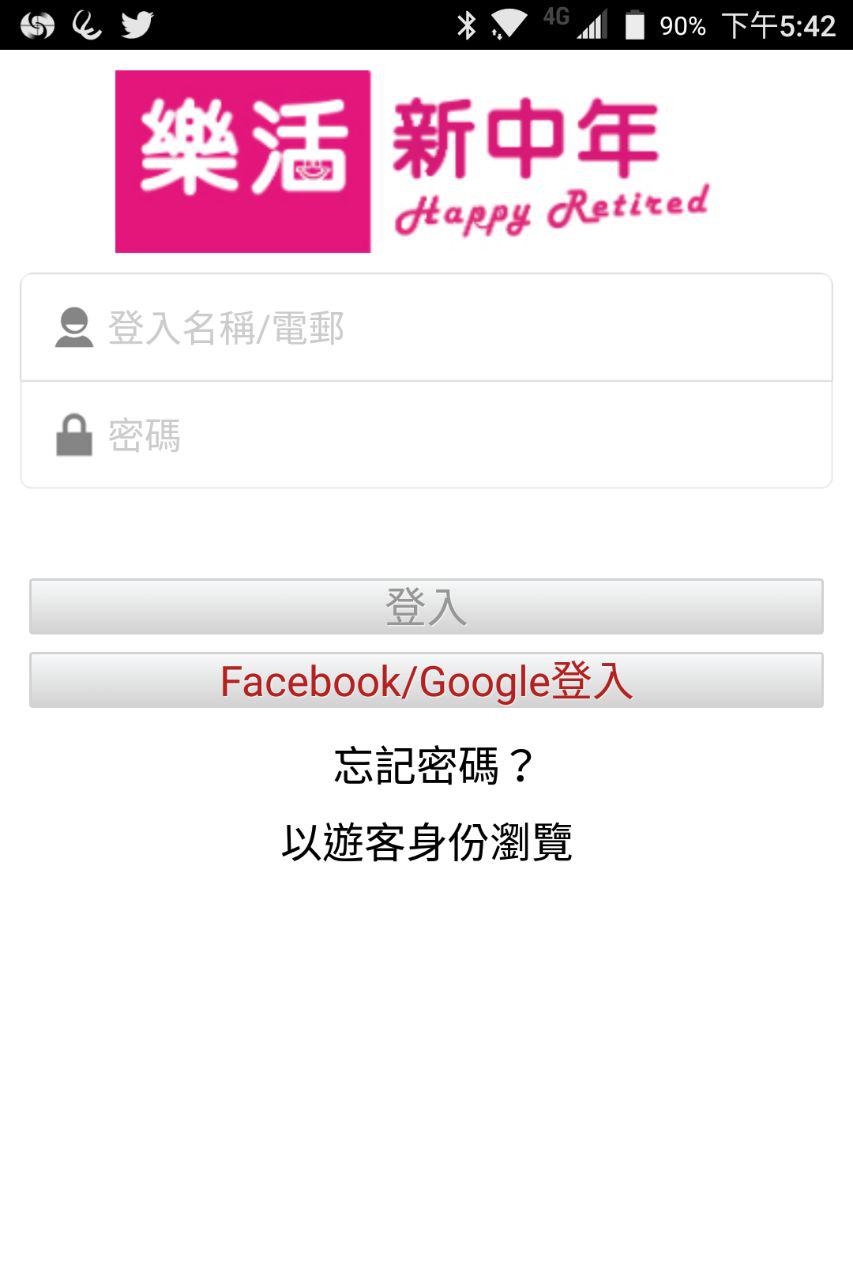 4G 90% 下午5:42
樂活 新中年
Happy Retired
登入名稱/電郵
密碼
登入
Facebook/Google登入
忘記密碼？
以遊客身份瀏覽